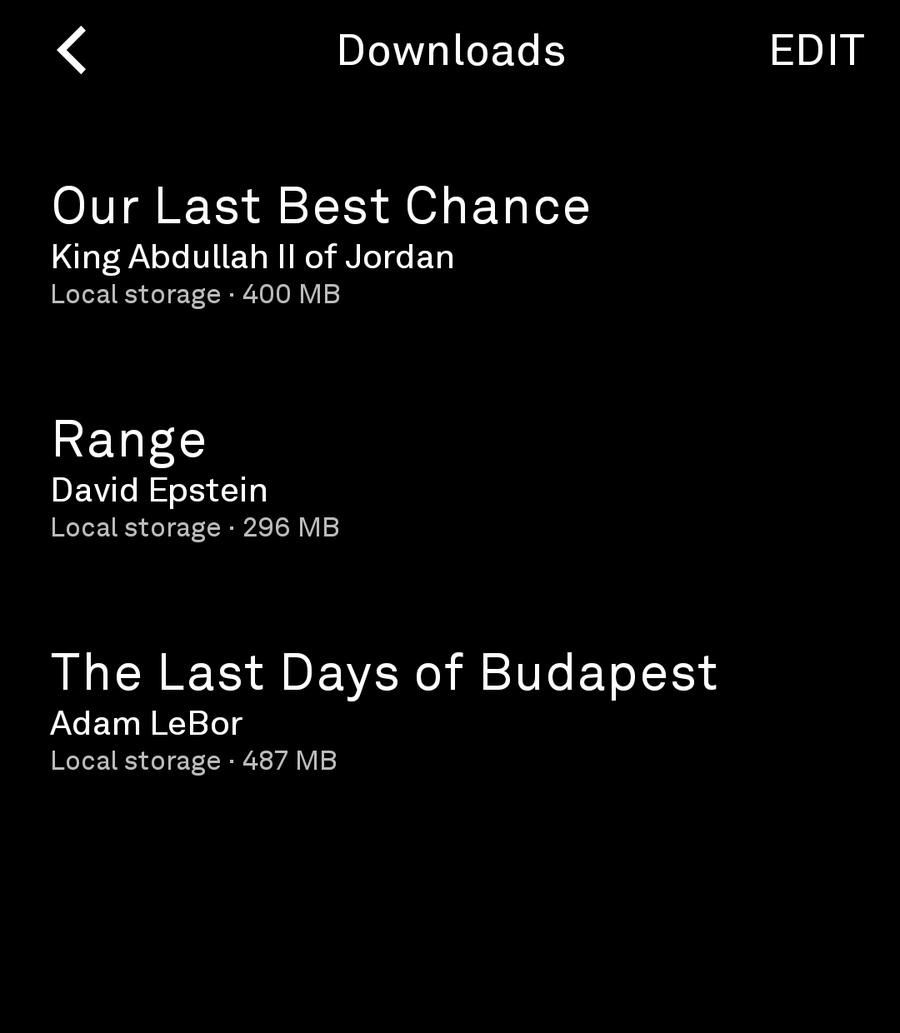 Downloads
EDIT
Our Last Best Chance
King Abdullah II of Jordan
Local storage · 400 MB
Range
David Epstein
Local storage · 296 MB
The Last Days of Budapest
Adam LeBor
Local storage · 487 MB